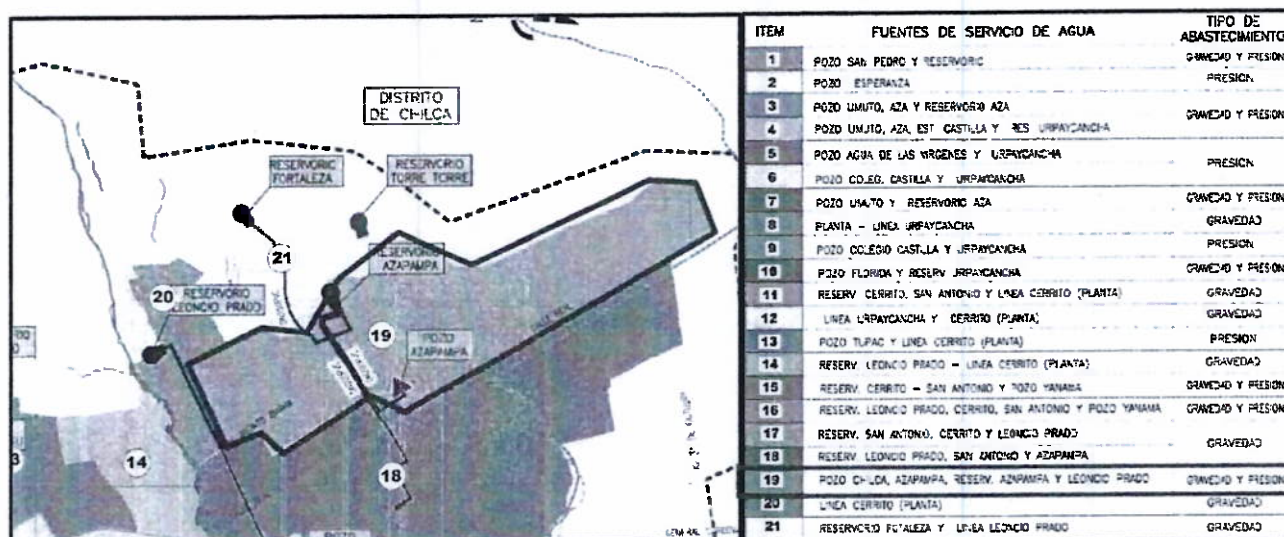 DISTRITO
DE CHILCA
RESERVORIO
FORTALEZA
RESERVORIO
TORRE TORRE
21
RESERVORIO
AZAPAMPA
20
RESERVORIO
LEONCIO PRADO
19
POZO
AZAPAMPA
14
18
POZO
ITEM FUENTES DE SERVICIO DE AGUA TIPO DE ABASTECIMIENTO
1 POZO SAN PEDRO Y RESERVORIO GRAVEDAD Y PRESION
2 POZO ESPERANZA PRESION
3 POZO UMUTO, AZA Y RESERVORIO AZA GRAVEDAD Y PRESION
4 POZO UMUTO, AZA, EST. CASTILLA Y RES. URPAYCANCHA
5 POZO AGUA DE LAS VIRGENES Y URPAYCANCHA PRESION
6 POZO COLEG. CASTILLA Y URPAYCANCHA
7 POZO UMUTO Y RESERVORIO AZA GRAVEDAD Y PRESION
8 PLANTA - LINEA URPAYCANCHA GRAVEDAD
9 POZO COLEGIO CASTILLA Y URPAYCANCHA PRESION
10 POZO FLORIDA Y RESERV URPAYCANCHA GRAVEDAD Y PRESION
11 RESERV CERRITO, SAN ANTONIO Y LINEA CERRITO (PLANTA) GRAVEDAD
12 LINEA URPAYCANCHA Y CERRITO (PLANTA) GRAVEDAD
13 POZO TUPAC Y LINEA CERRITO (PLANTA) PRESION
14 RESERV. LEONCIO PRADO - LINEA CERRITO (PLANTA) GRAVEDAD
15 RESERV. CERRITO - SAN ANTONIO Y POZO YANAMA GRAVEDAD Y PRESION
16 RESERV. LEONCIO PRADO, CERRITO, SAN ANTONIO Y POZO YANAMA GRAVEDAD Y PRESION
17 RESERV. SAN ANTONIO, CERRITO Y LEONCIO PRADO GRAVEDAD
18 RESERV. LEONCIO PRADO, SAN ANTONIO Y AZAPAMPA
19 POZO CHILCA, AZAPAMPA, RESERV. AZAPAMPA Y LEONCIO PRADO GRAVEDAD Y PRESION
20 LINEA CERRITO (PLANTA) GRAVEDAD
21 RESERVORIO FOTALEZA Y LINEA LEONCIO PRADO GRAVEDAD